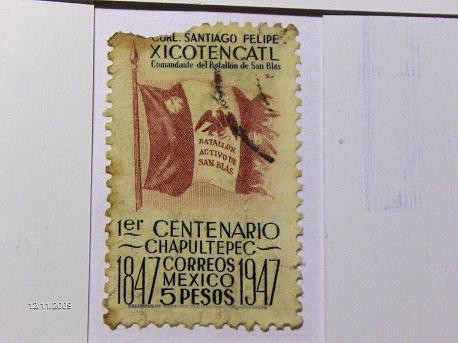 CORL. SANTIAGO FELIPE
XICOTENCATL
Comandante del Batallon de San Blas
BATALLON
ACTIVO DE
SAN BLAS
1er CENTENARIO
CHAPULTEPEC
1847 CORREOS 1947
MEXICO
5 PESOS
12.11.2009